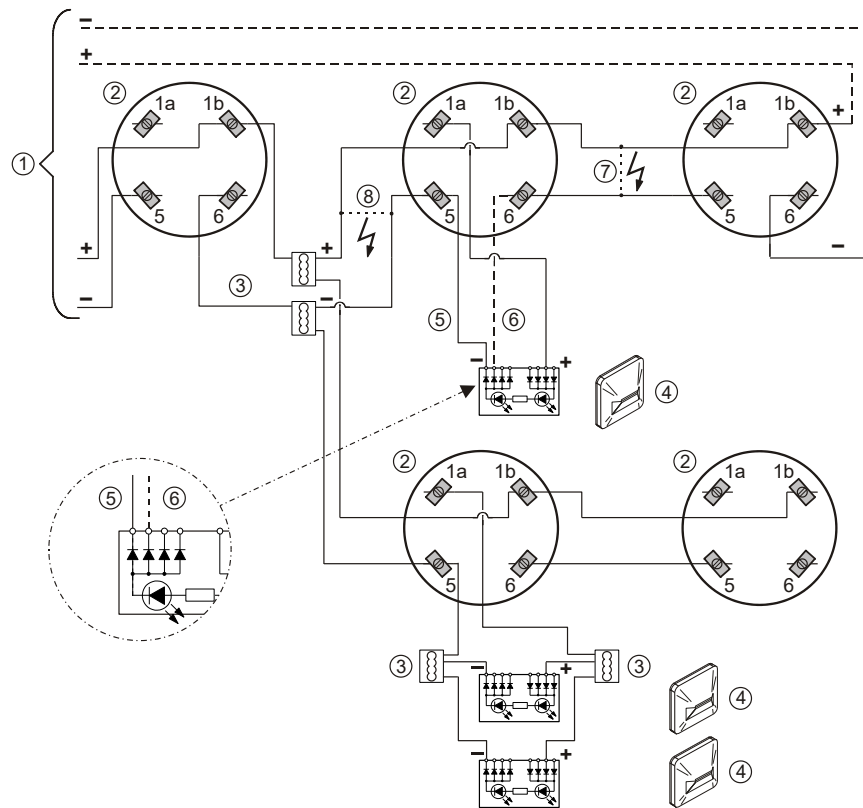 −
+
② ② ②
1a 1b 1a 1b 1a 1b
+
①
⑦
⑧
5 6 5 6 5 6
+ + −
③
− −
⑤ ⑥
− +
④
② ②
1a 1b 1a 1b
⑤ ⑥
5 6 5 6
③ − + ③
④
− +
④